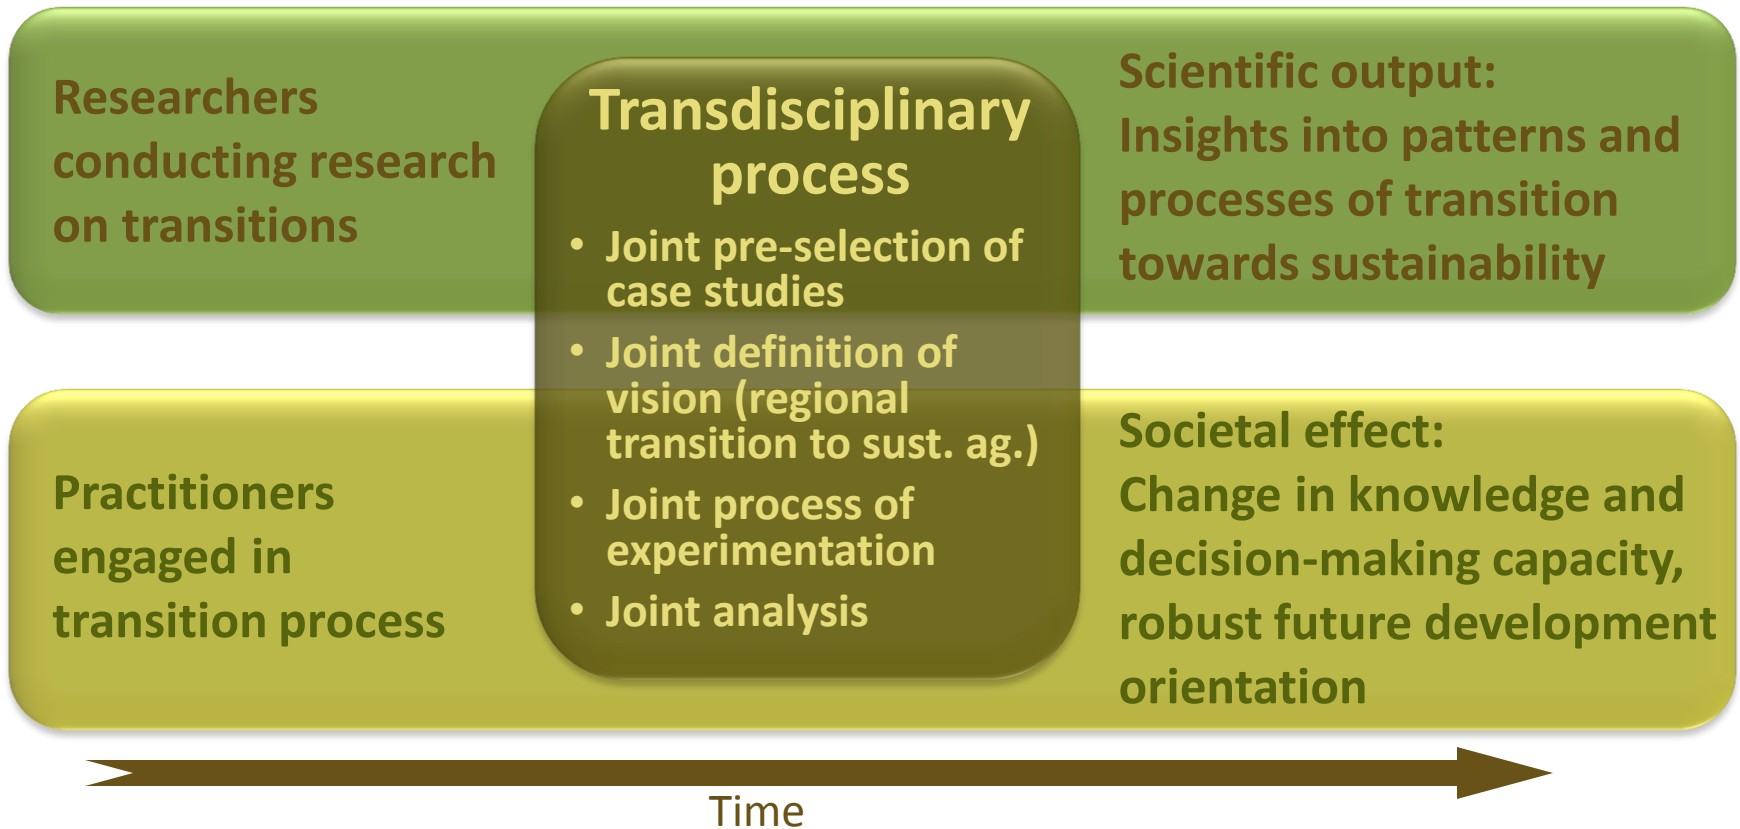 Researchers
conducting research
on transitions
Transdisciplinary
process
• Joint pre-selection of
case studies
• Joint definition of
vision (regional
transition to sust. ag.)
• Joint process of
experimentation
• Joint analysis
Scientific output:
Insights into patterns and
processes of transition
towards sustainability
Practitioners
engaged in
transition process
Societal effect:
Change in knowledge and
decision-making capacity,
robust future development
orientation
Time